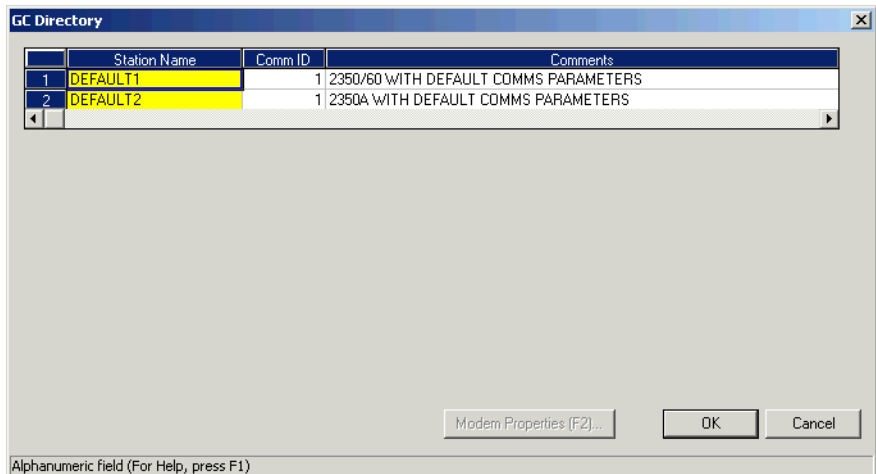 GC Directory
Station Name Comm ID Comments
1 DEFAULT1 1 2350/60 WITH DEFAULT COMMS PARAMETERS
2 DEFAULT2 1 2350A WITH DEFAULT COMMS PARAMETERS
Modem Properties (F2)... OK Cancel
Alphanumeric field (For Help, press F1)